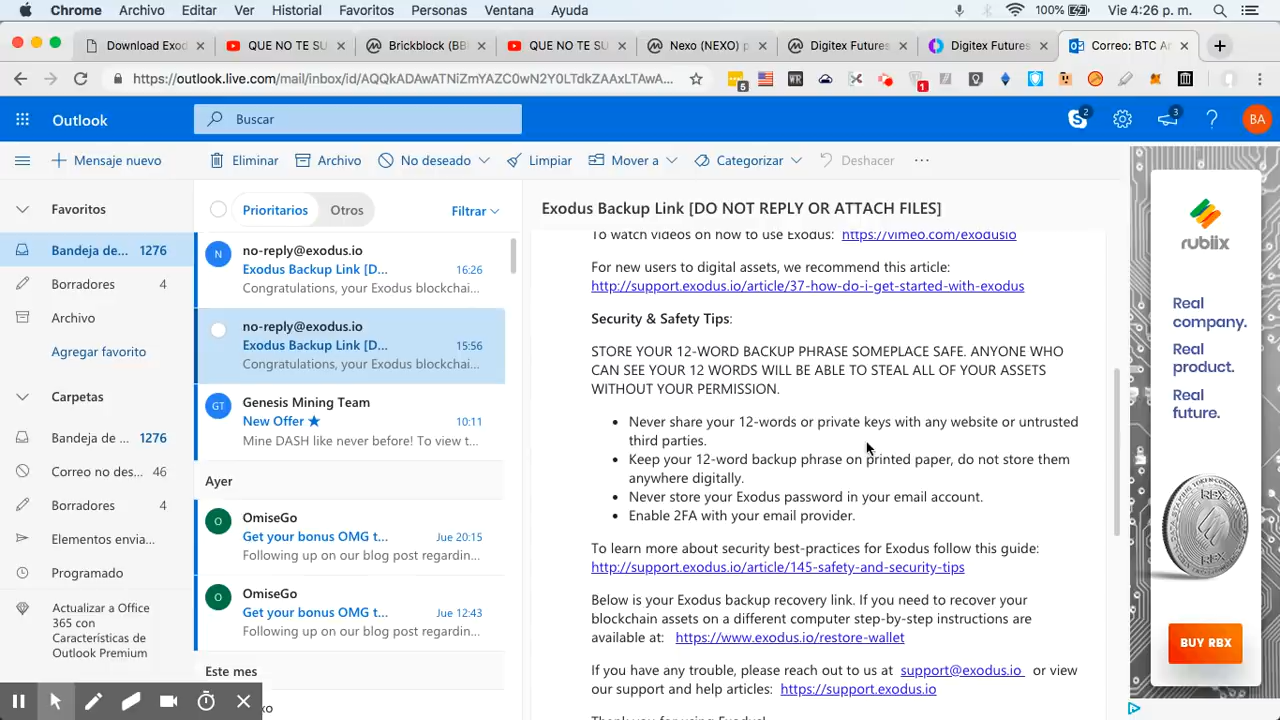 Chrome Archivo Editar Ver Historial Favoritos Personas Ventana Ayuda 100% Vie 4:26 p. m.
Download Exod QUE NO TE SU Brickblock (BB QUE NO TE SU Nexo (NEXO) p Digitex Futures Digitex Futures Correo: BTC Ar
https://outlook.live.com/mail/inbox/id/AQQkADAwATNiZmYAZC0wN2Y0LTdkZAAxLTAwA... 5 WR 1
Outlook Buscar 2 3 ? BA
Mensaje nuevo Eliminar Archivo No deseado Limpiar Mover a Categorizar Deshacer ...
Favoritos
Bandeja de... 1276
Borradores 4
Archivo
Agregar favorito
Carpetas
Bandeja de ... 1276
Correo no des... 46
Borradores 4
Elementos envia...
Programado
Actualizar a Office
365 con
Características de
Outlook Premium
Prioritarios Otros Filtrar
N no-reply@exodus.io
Exodus Backup Link [D... 16:26
Congratulations, your Exodus blockchai...
no-reply@exodus.io
Exodus Backup Link [D... 15:56
Congratulations, your Exodus blockchai...
GT Genesis Mining Team
New Offer ★ 10:11
Mine DASH like never before! To view t...
Ayer
O OmiseGo
Get your bonus OMG t... Jue 20:15
Following up on our blog post regardin...
O OmiseGo
Get your bonus OMG t... Jue 12:43
Following up on our blog post regardin...
Este mes
Exodus Backup Link [DO NOT REPLY OR ATTACH FILES]
To watch videos on how to use Exodus: https://vimeo.com/exodusio
For new users to digital assets, we recommend this article:
http://support.exodus.io/article/37-how-do-i-get-started-with-exodus
Security & Safety Tips:
STORE YOUR 12-WORD BACKUP PHRASE SOMEPLACE SAFE. ANYONE WHO
CAN SEE YOUR 12 WORDS WILL BE ABLE TO STEAL ALL OF YOUR ASSETS
WITHOUT YOUR PERMISSION.
• Never share your 12-words or private keys with any website or untrusted
third parties.
• Keep your 12-word backup phrase on printed paper, do not store them
anywhere digitally.
• Never store your Exodus password in your email account.
• Enable 2FA with your email provider.
To learn more about security best-practices for Exodus follow this guide:
http://support.exodus.io/article/145-safety-and-security-tips
Below is your Exodus backup recovery link. If you need to recover your
blockchain assets on a different computer step-by-step instructions are
available at: https://www.exodus.io/restore-wallet
If you have any trouble, please reach out to us at support@exodus.io or view
our support and help articles: https://support.exodus.io
Thank you for using Exodus!
rubiix
Real
company.
Real
product.
Real
future.
RBX
BUY RBX